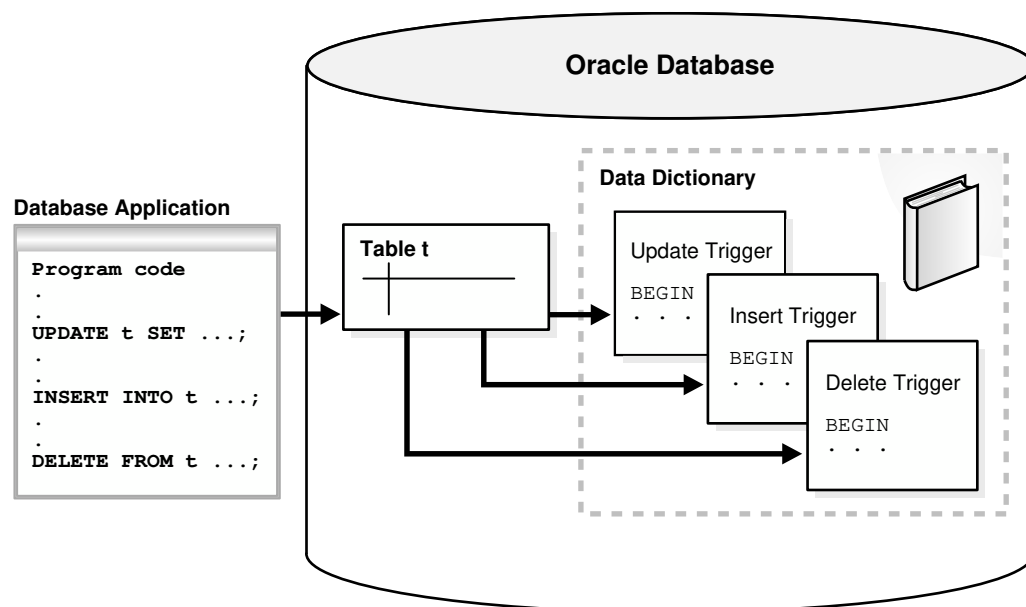 Oracle Database
Data Dictionary
Database Application
Program code
.
.
UPDATE t SET ...;
.
.
INSERT INTO t ...;
.
.
DELETE FROM t ...;
Table t
Update Trigger
BEGIN
. . .
Insert Trigger
BEGIN
. . .
Delete Trigger
BEGIN
. . .